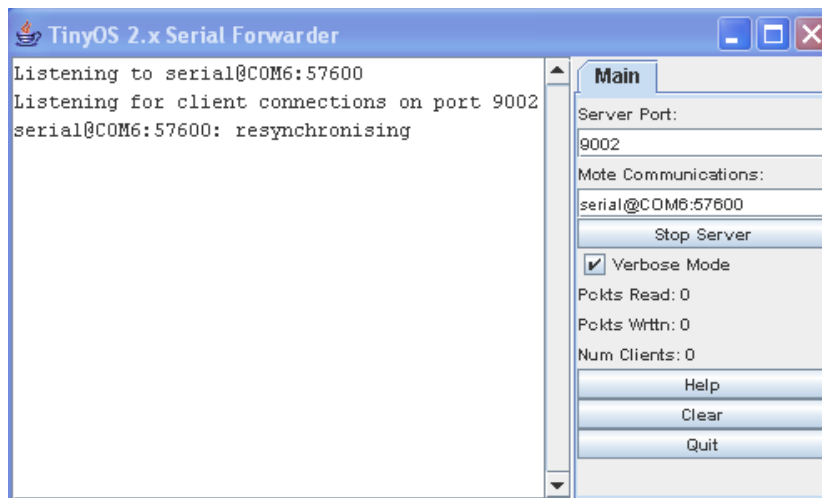 TinyOS 2.x Serial Forwarder
Listening to serial@COM6:57600
Listening for client connections on port 9002
serial@COM6:57600: resynchronising
Main
Server Port:
9002
Mote Communications:
serial@COM6:57600
Stop Server
Verbose Mode
Pckts Read: 0
Pckts Wrttn: 0
Num Clients: 0
Help
Clear
Quit